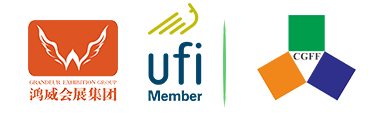 GRANDEUR EXHIBITION GROUP
鸿威会展集团
ufi
Member
CGFF